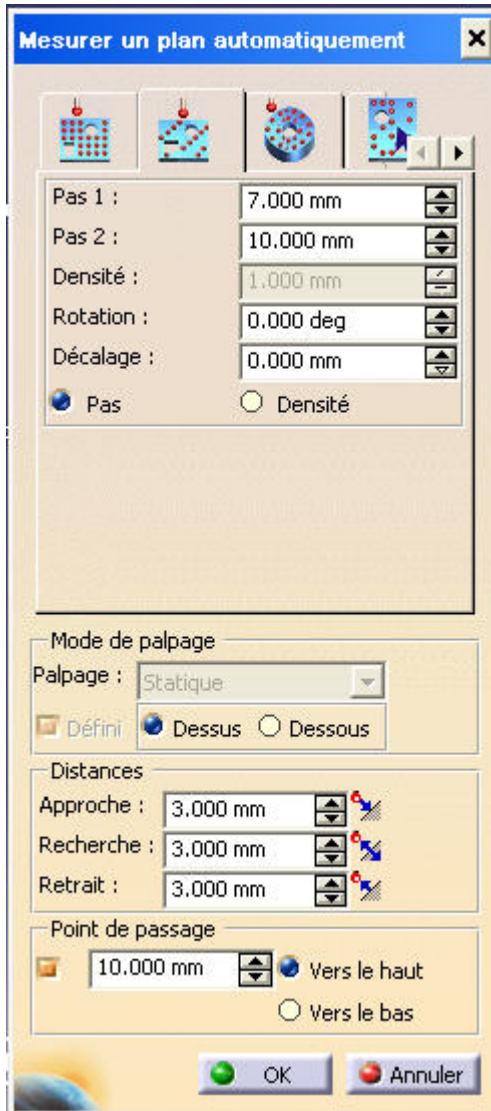 Mesurer un plan automatiquement
Pas 1 : 7.000 mm
Pas 2 : 10.000 mm
Densité : 1.000 mm
Rotation : 0.000 deg
Décalage : 0.000 mm
Pas Densité
Mode de palpage
Palpage : Statique
Défini Dessus Dessous
Distances
Approche : 3.000 mm
Recherche : 3.000 mm
Retrait : 3.000 mm
Point de passage
10.000 mm Vers le haut
Vers le bas
OK Annuler